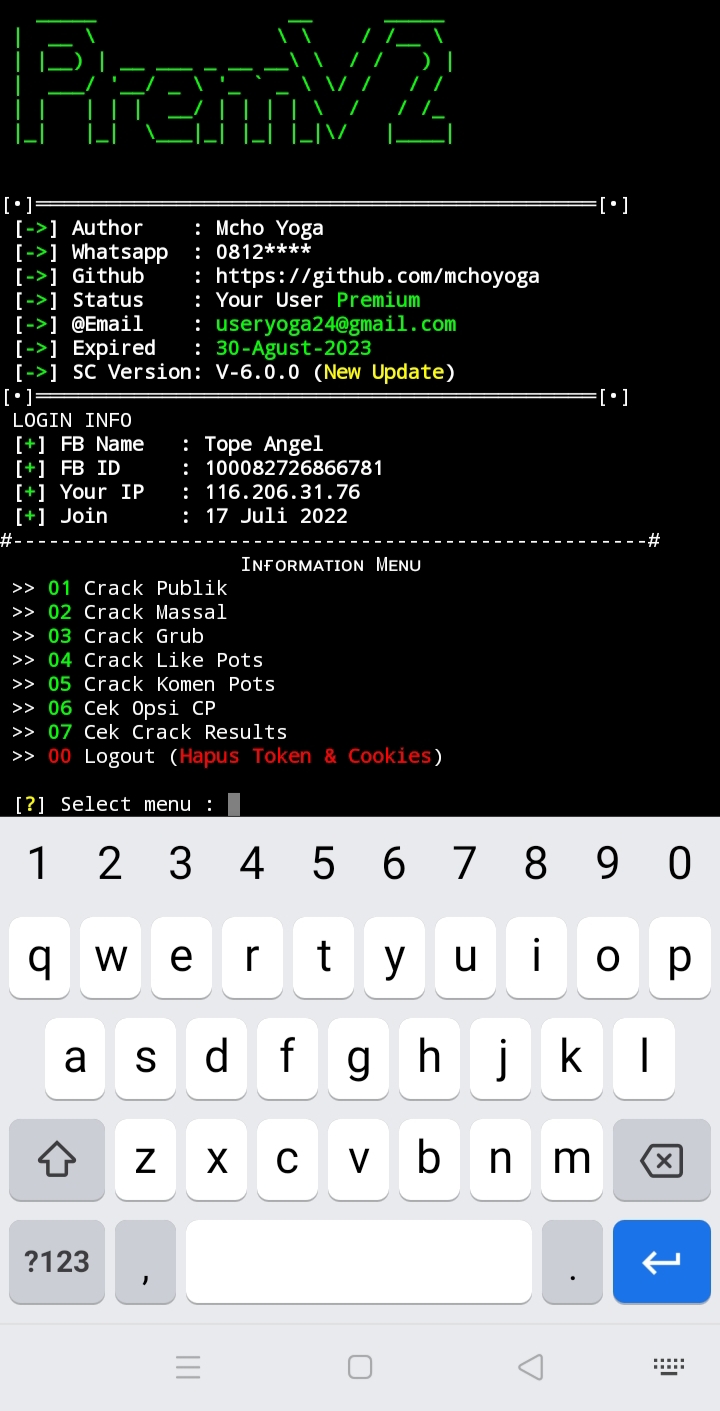 PremV2
[•]═══════════════════════════════════════════════[•]
[->] Author    : Mcho Yoga
[->] Whatsapp  : 0812****
[->] Github    : https://github.com/mchoyoga
[->] Status    : Your User Premium
[->] @Email    : useryoga24@gmail.com
[->] Expired   : 30-Agust-2023
[->] SC Version: V-6.0.0 (New Update)
[•]═══════════════════════════════════════════════[•]
LOGIN INFO
[+] FB Name   : Tope Angel
[+] FB ID     : 100082726866781
[+] Your IP   : 116.206.31.76
[+] Join      : 17 Juli 2022
#-----------------------------------------------------#
Iɴғᴏʀᴍᴀᴛɪᴏɴ Mᴇɴᴜ
>> 01 Crack Publik
>> 02 Crack Massal
>> 03 Crack Grub
>> 04 Crack Like Pots
>> 05 Crack Komen Pots
>> 06 Cek Opsi CP
>> 07 Cek Crack Results
>> 00 Logout (Hapus Token & Cookies)
[?] Select menu :
1 2 3 4 5 6 7 8 9 0
q w e r t y u i o p
a s d f g h j k l
z x c v b n m
?123 , .